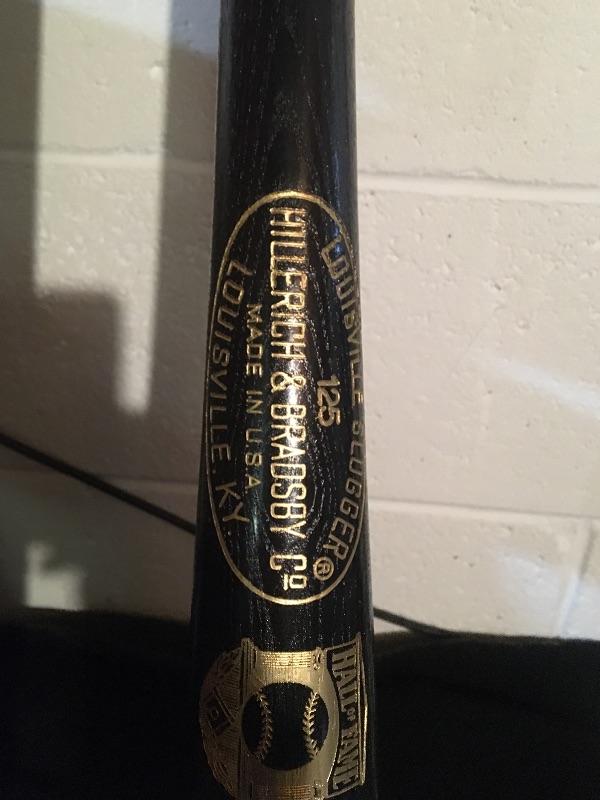 LOUISVILLE SLUGGER®
125
HILLERICH & BRADSBY Cº
MADE IN U.S.A
LOUISVILLE, KY
HALL OF FAME